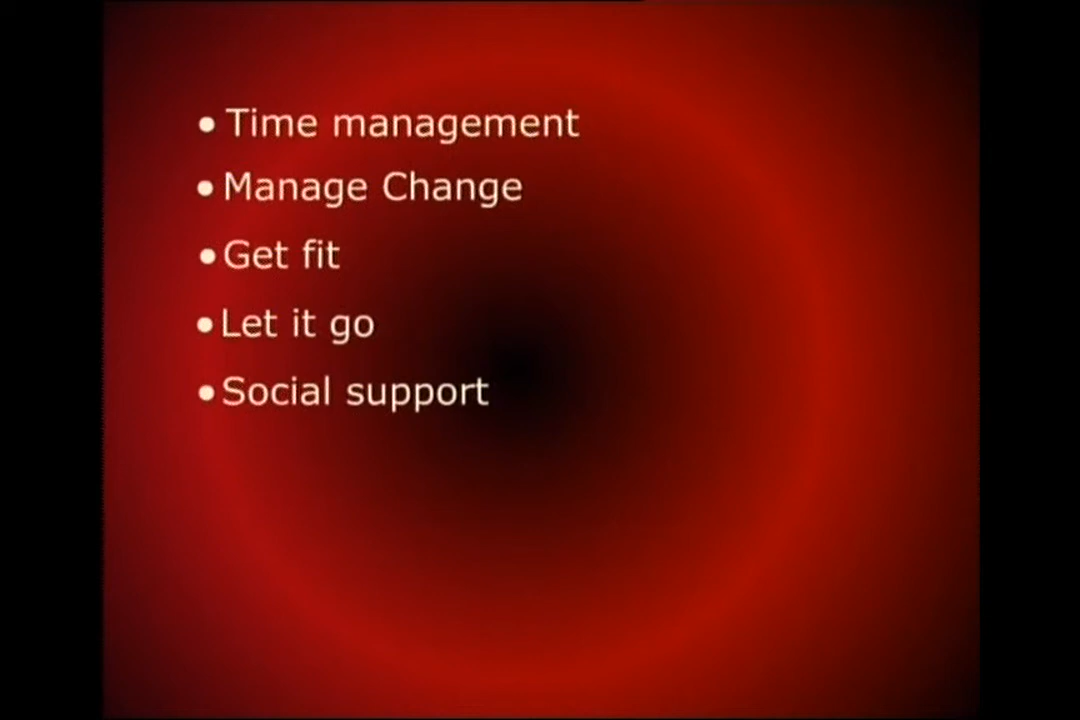 • Time management
• Manage Change
• Get fit
• Let it go
• Social support